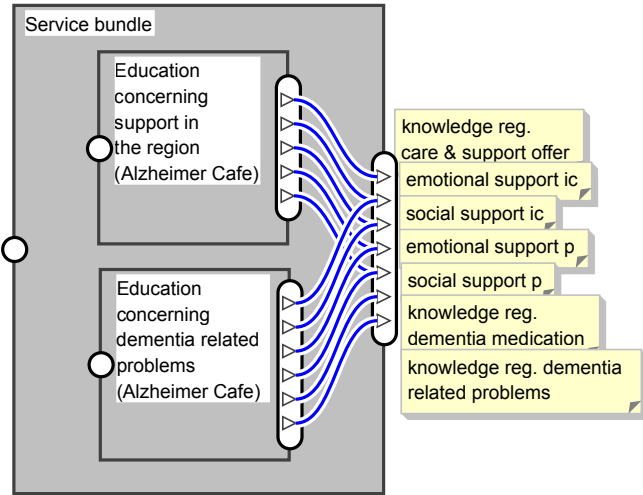 Service bundle
Education
concerning
support in
the region
(Alzheimer Cafe)
Education
concerning
dementia related
problems
(Alzheimer Cafe)
knowledge reg.
care & support offer
emotional support ic
social support ic
emotional support p
social support p
knowledge reg.
dementia medication
knowledge reg. dementia
related problems